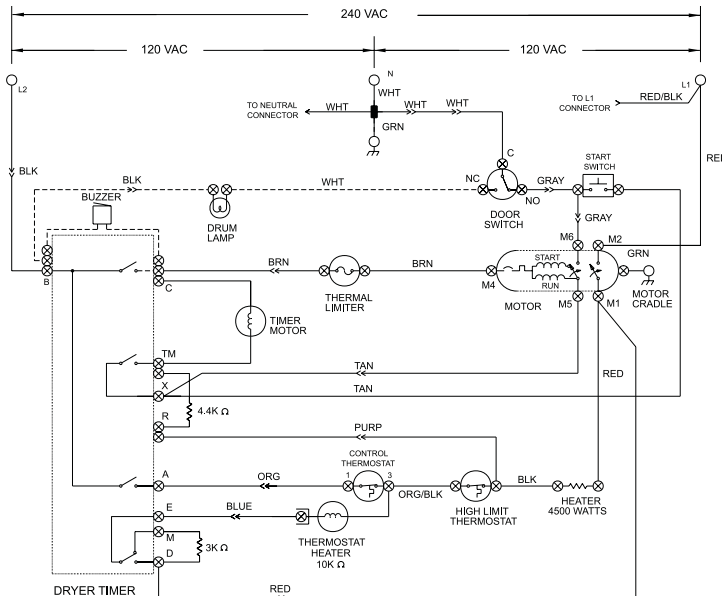 240 VAC
120 VAC
120 VAC
N
L2
WHT
L1
TO NEUTRAL
CONNECTOR
WHT
WHT
WHT
TO L1
CONNECTOR
RED/BLK
GRN
C
START
SWITCH
RED
BLK
BLK
WHT
NC
GRAY
NO
BUZZER
DRUM
LAMP
DOOR
SWITCH
GRAY
M6
M2
GRN
B
BRN
BRN
START
RUN
M4
C
THERMAL
LIMITER
MOTOR
M5
M1
MOTOR
CRADLE
TIMER
MOTOR
TM
TAN
RED
X
TAN
4.4K Ω
R
PURP
CONTROL
THERMOSTAT
A
ORG
1
3
BLK
ORG/BLK
HIGH LIMIT
THERMOSTAT
HEATER
4500 WATTS
E
BLUE
M
THERMOSTAT
HEATER
10K Ω
3K Ω
D
DRYER TIMER
RED